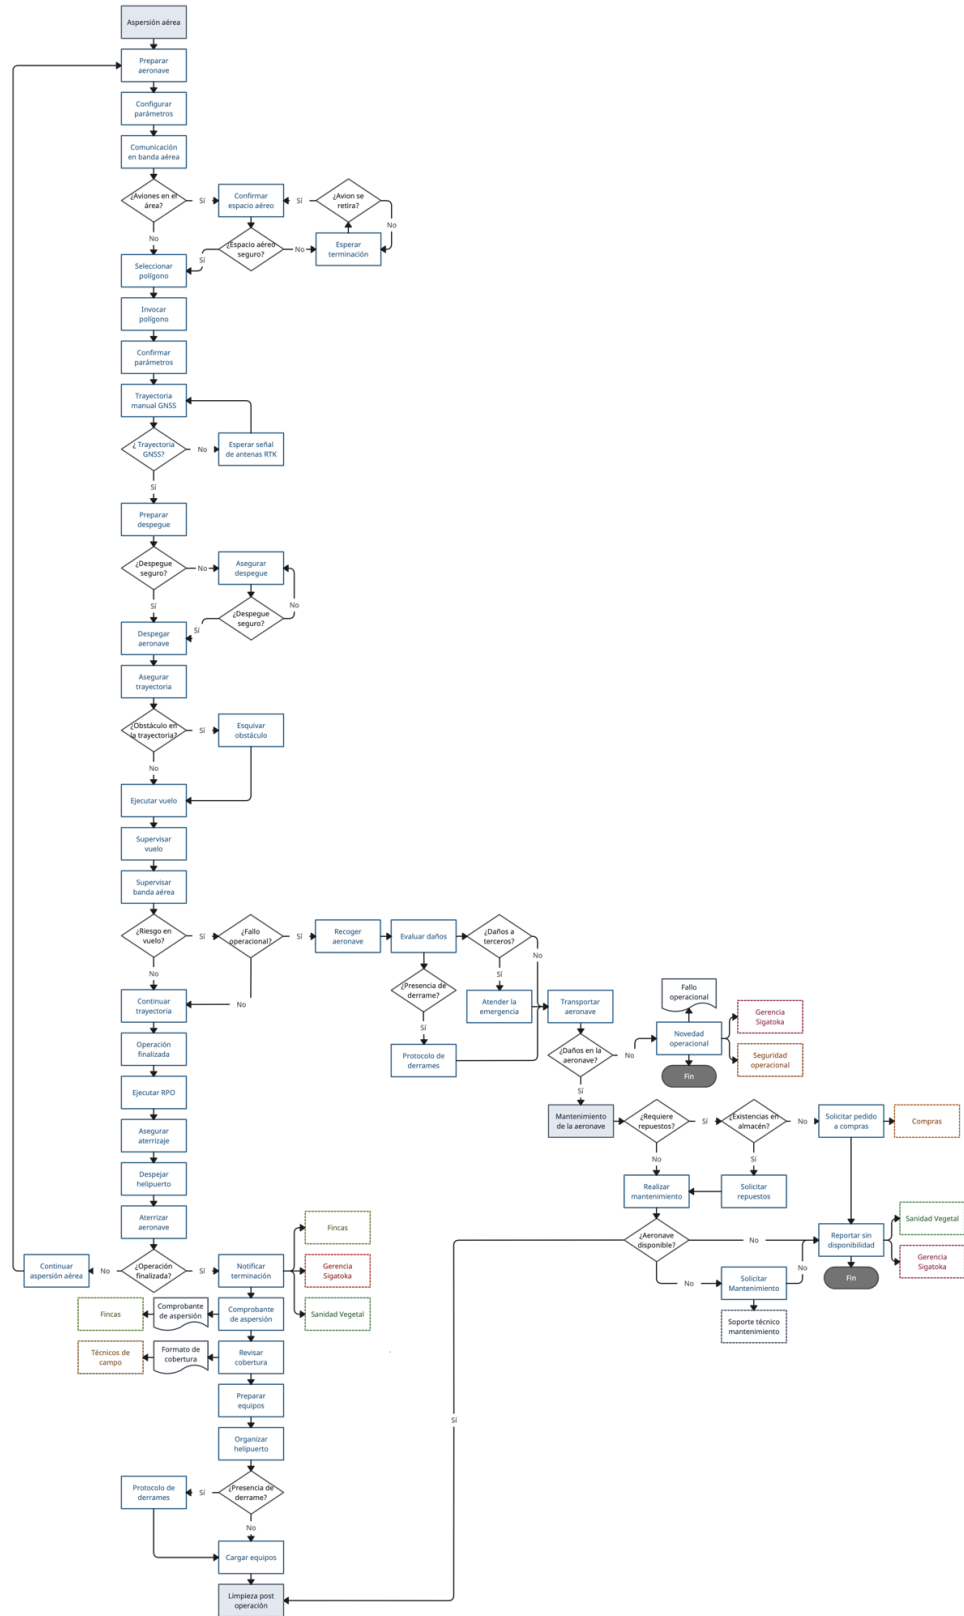 Aspersión aérea
Preparar
aeronave
Configurar
parámetros
Comunicación
en banda aérea
¿Aviones en el
área?
Sí
Confirmar
espacio aéreo
Sí
¿Avion se
retira?
No
No
¿Espacio aéreo
seguro?
No
Esperar
terminación
Sí
Seleccionar
polígono
Invocar
polígono
Confirmar
parámetros
Trayectoria
manual GNSS
¿ Trayectoria
GNSS?
No
Esperar señal
de antenas RTK
Sí
Preparar
despegue
¿Despegue
seguro?
No
Asegurar
despegue
Sí
¿Despegue
seguro?
No
Sí
Despegar
aeronave
Asegurar
trayectoria
¿Obstáculo en
la trayectoria?
Sí
Esquivar
obstáculo
No
Ejecutar vuelo
Supervisar
vuelo
Supervisar
banda aérea
¿Riesgo en
vuelo?
Sí
¿Fallo
operacional?
Sí
Recoger
aeronave
Evaluar daños
¿Daños a
terceros?
No
No
No
Sí
¿Presencia de
derrame?
Sí
Atender la
emergencia
Transportar
aeronave
Protocolo de
derrames
¿Daños en la
aeronave?
No
Fallo
operacional
Novedad
operacional
Gerencia
Sigatoka
Seguridad
operacional
Fin
Sí
Continuar
trayectoria
Operación
finalizada
Ejecutar RPO
Asegurar
aterrizaje
Despejar
helipuerto
Aterrizar
aeronave
Mantenimiento
de la aeronave
¿Requiere
repuestos?
Sí
¿Existencias en
almacén?
No
Solicitar pedido
a compras
Compras
No
Sí
Realizar
mantenimiento
Solicitar
repuestos
¿Aeronave
disponible?
No
Reportar sin
disponibilidad
Sanidad Vegetal
Gerencia
Sigatoka
Fin
No
Solicitar
Mantenimiento
No
Soporte técnico
mantenimiento
Sí
Continuar
aspersión aérea
No
¿Operación
finalizada?
Sí
Notificar
terminación
Fincas
Gerencia
Sigatoka
Sanidad Vegetal
Fincas
Comprobante
de aspersión
Comprobante
de aspersión
Técnicos de
campo
Formato de
cobertura
Revisar
cobertura
Preparar
equipos
Organizar
helipuerto
Protocolo de
derrames
Sí
¿Presencia de
derrame?
No
Cargar equipos
Limpieza post
operación